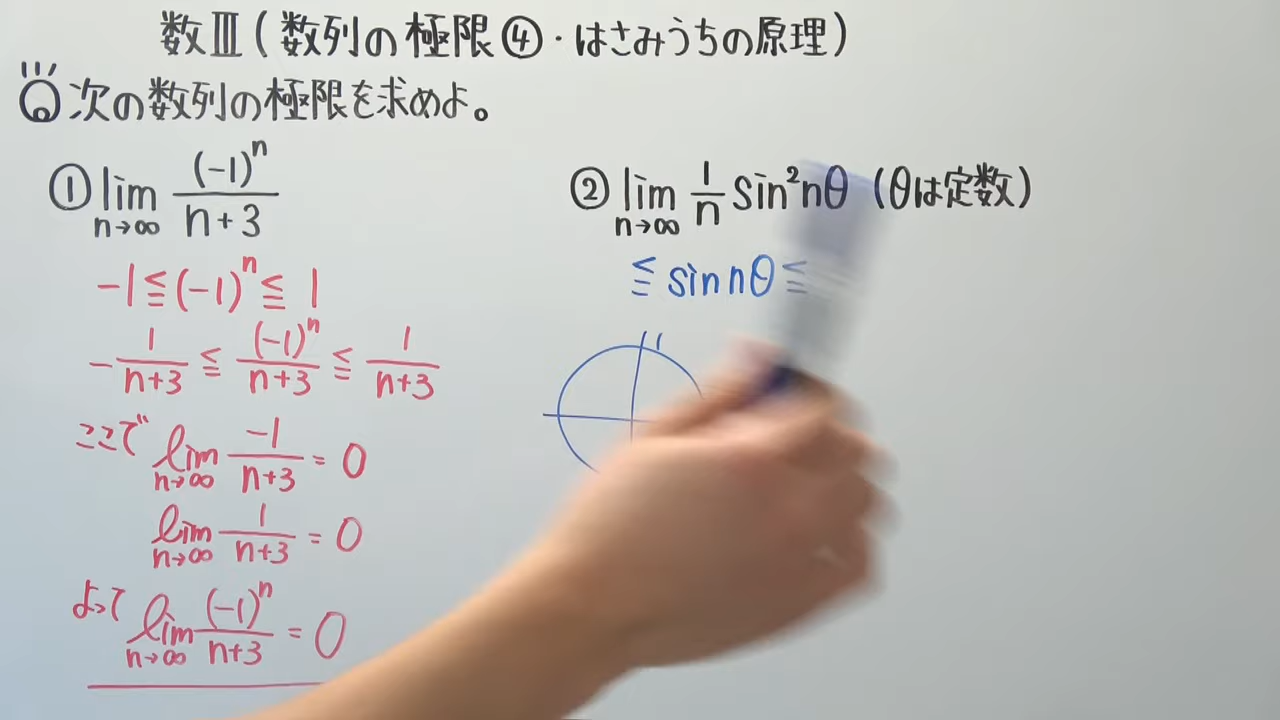 数Ⅲ(数列の極限④・はさみうちの原理)
Q 次の数列の極限を求めよ。
① lim n→∞ (-1)^n / n+3
-1 ≦ (-1)^n ≦ 1
- 1/n+3 ≦ (-1)^n/n+3 ≦ 1/n+3
ここで lim n→∞ -1/n+3 = 0
lim n→∞ 1/n+3 = 0
よって lim n→∞ (-1)^n/n+3 = 0
② lim n→∞ 1/n sin²nθ (θは定数)
≦ sin nθ ≦